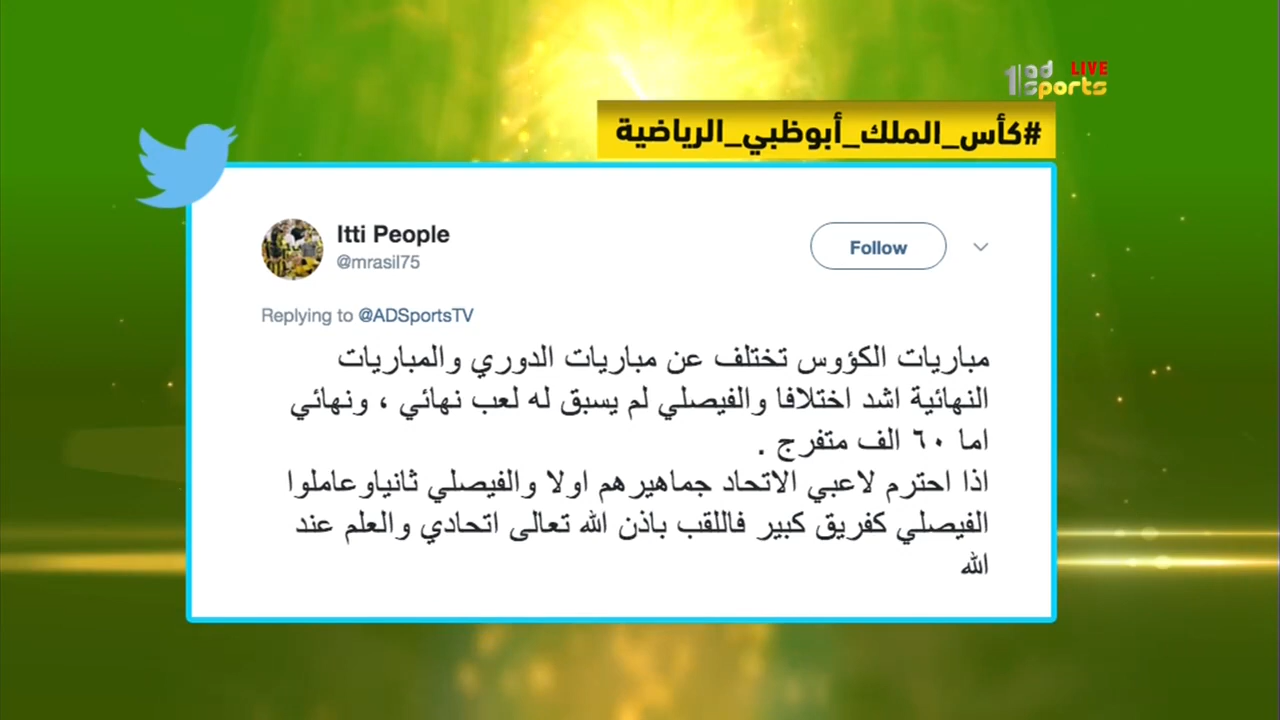 1 ad sports LIVE
#كأس_الملك_أبوظبي_الرياضية
Itti People
@mrasil75
Follow
Replying to @ADSportsTV
مباريات الكؤوس تختلف عن مباريات الدوري والمباريات
النهائية اشد اختلافا والفيصلي لم يسبق له لعب نهائي ، ونهائي
اما ٦٠ الف متفرج .
اذا احترم لاعبي الاتحاد جماهيرهم اولا والفيصلي ثانياوعاملوا
الفيصلي كفريق كبير فاللقب باذن الله تعالى اتحادي والعلم عند
الله